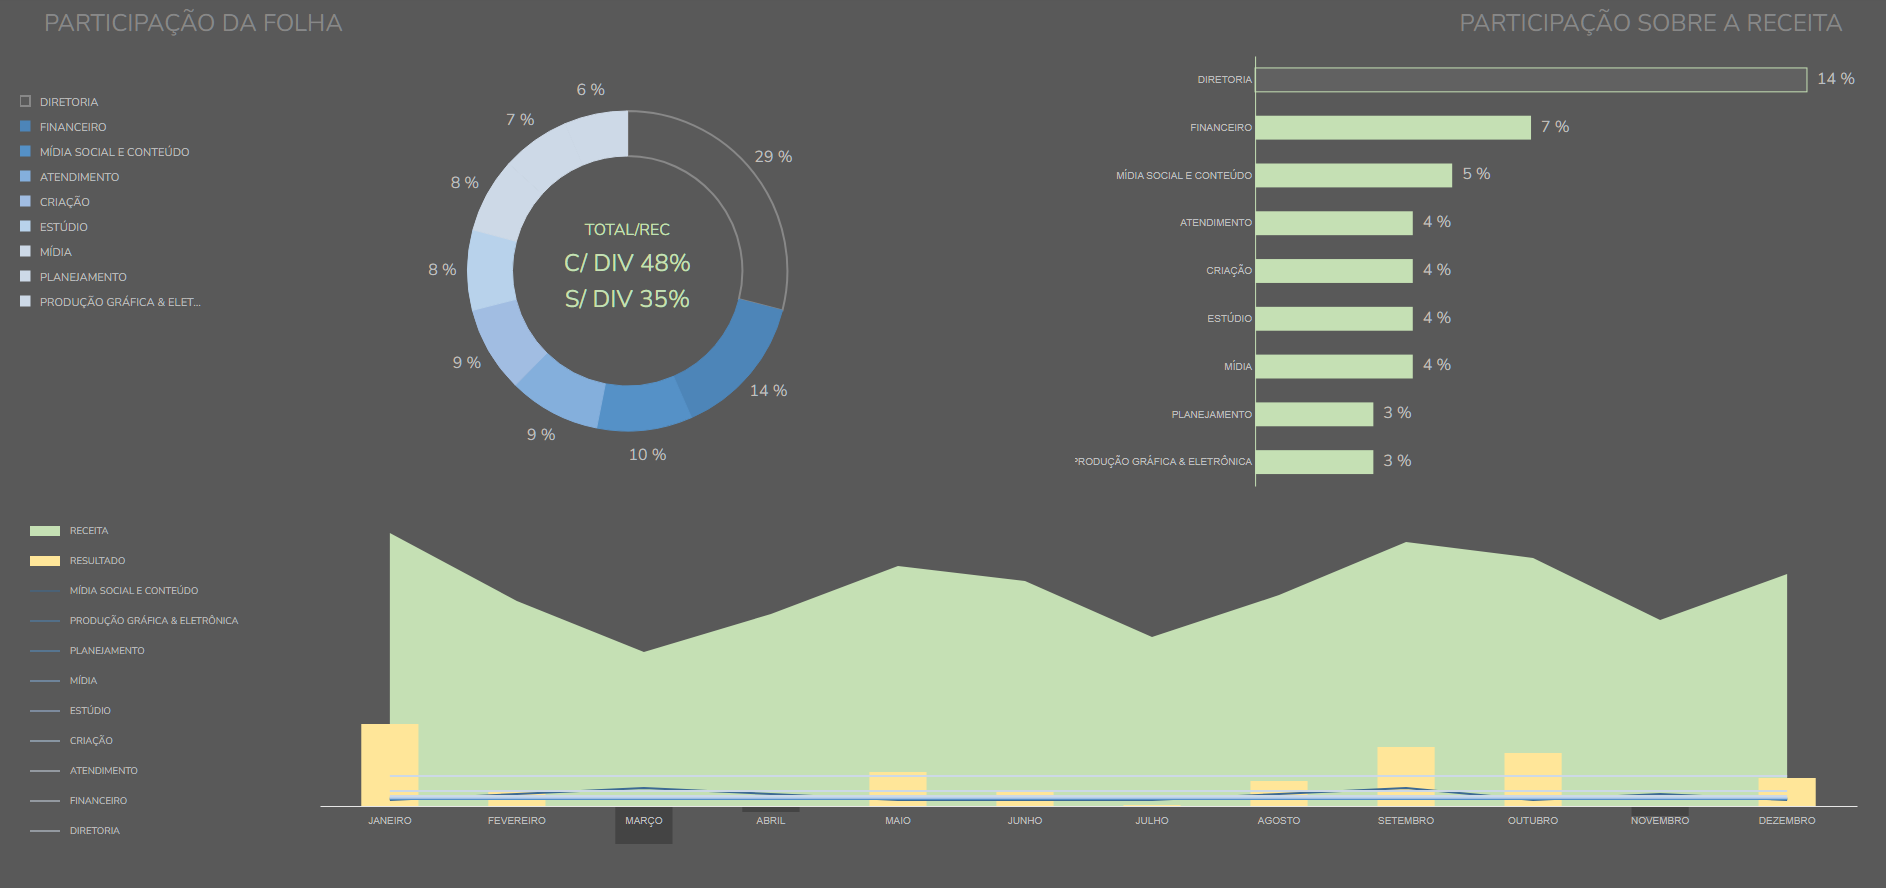 PARTICIPAÇÃO DA FOLHA
DIRETORIA
FINANCEIRO
MÍDIA SOCIAL E CONTEÚDO
ATENDIMENTO
CRIAÇÃO
ESTÚDIO
MÍDIA
PLANEJAMENTO
PRODUÇÃO GRÁFICA & ELET...
6 %
7 %
8 %
8 %
9 %
9 %
10 %
14 %
29 %
TOTAL/REC
C/ DIV 48%
S/ DIV 35%
PARTICIPAÇÃO SOBRE A RECEITA
DIRETORIA 14 %
FINANCEIRO 7 %
MÍDIA SOCIAL E CONTEÚDO 5 %
ATENDIMENTO 4 %
CRIAÇÃO 4 %
ESTÚDIO 4 %
MÍDIA 4 %
PLANEJAMENTO 3 %
PRODUÇÃO GRÁFICA & ELETRÔNICA 3 %
RECEITA
RESULTADO
MÍDIA SOCIAL E CONTEÚDO
PRODUÇÃO GRÁFICA & ELETRÔNICA
PLANEJAMENTO
MÍDIA
ESTÚDIO
CRIAÇÃO
ATENDIMENTO
FINANCEIRO
DIRETORIA
JANEIRO FEVEREIRO MARÇO ABRIL MAIO JUNHO JULHO AGOSTO SETEMBRO OUTUBRO NOVEMBRO DEZEMBRO